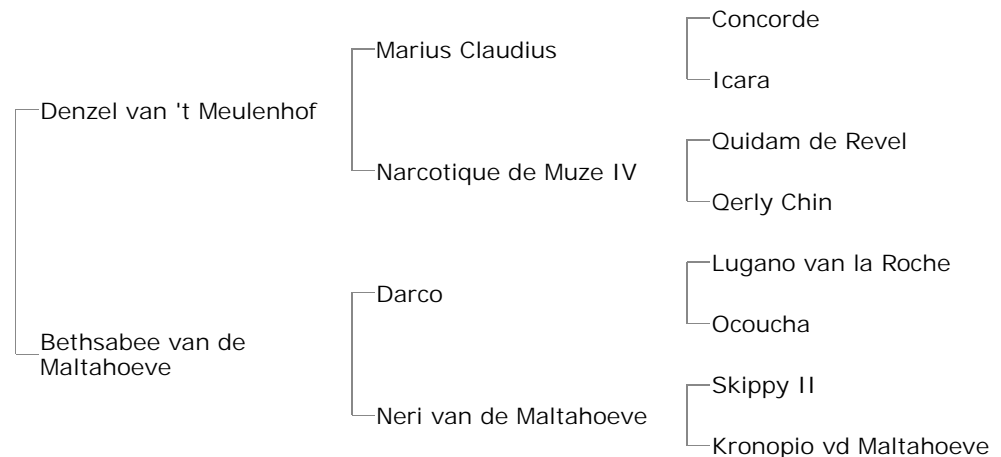 Concorde
Marius Claudius
Icara
Denzel van 't Meulenhof
Quidam de Revel
Narcotique de Muze IV
Qerly Chin
Lugano van la Roche
Darco
Ocoucha
Bethsabee van de
Maltahoeve
Skippy II
Neri van de Maltahoeve
Kronopio vd Maltahoeve